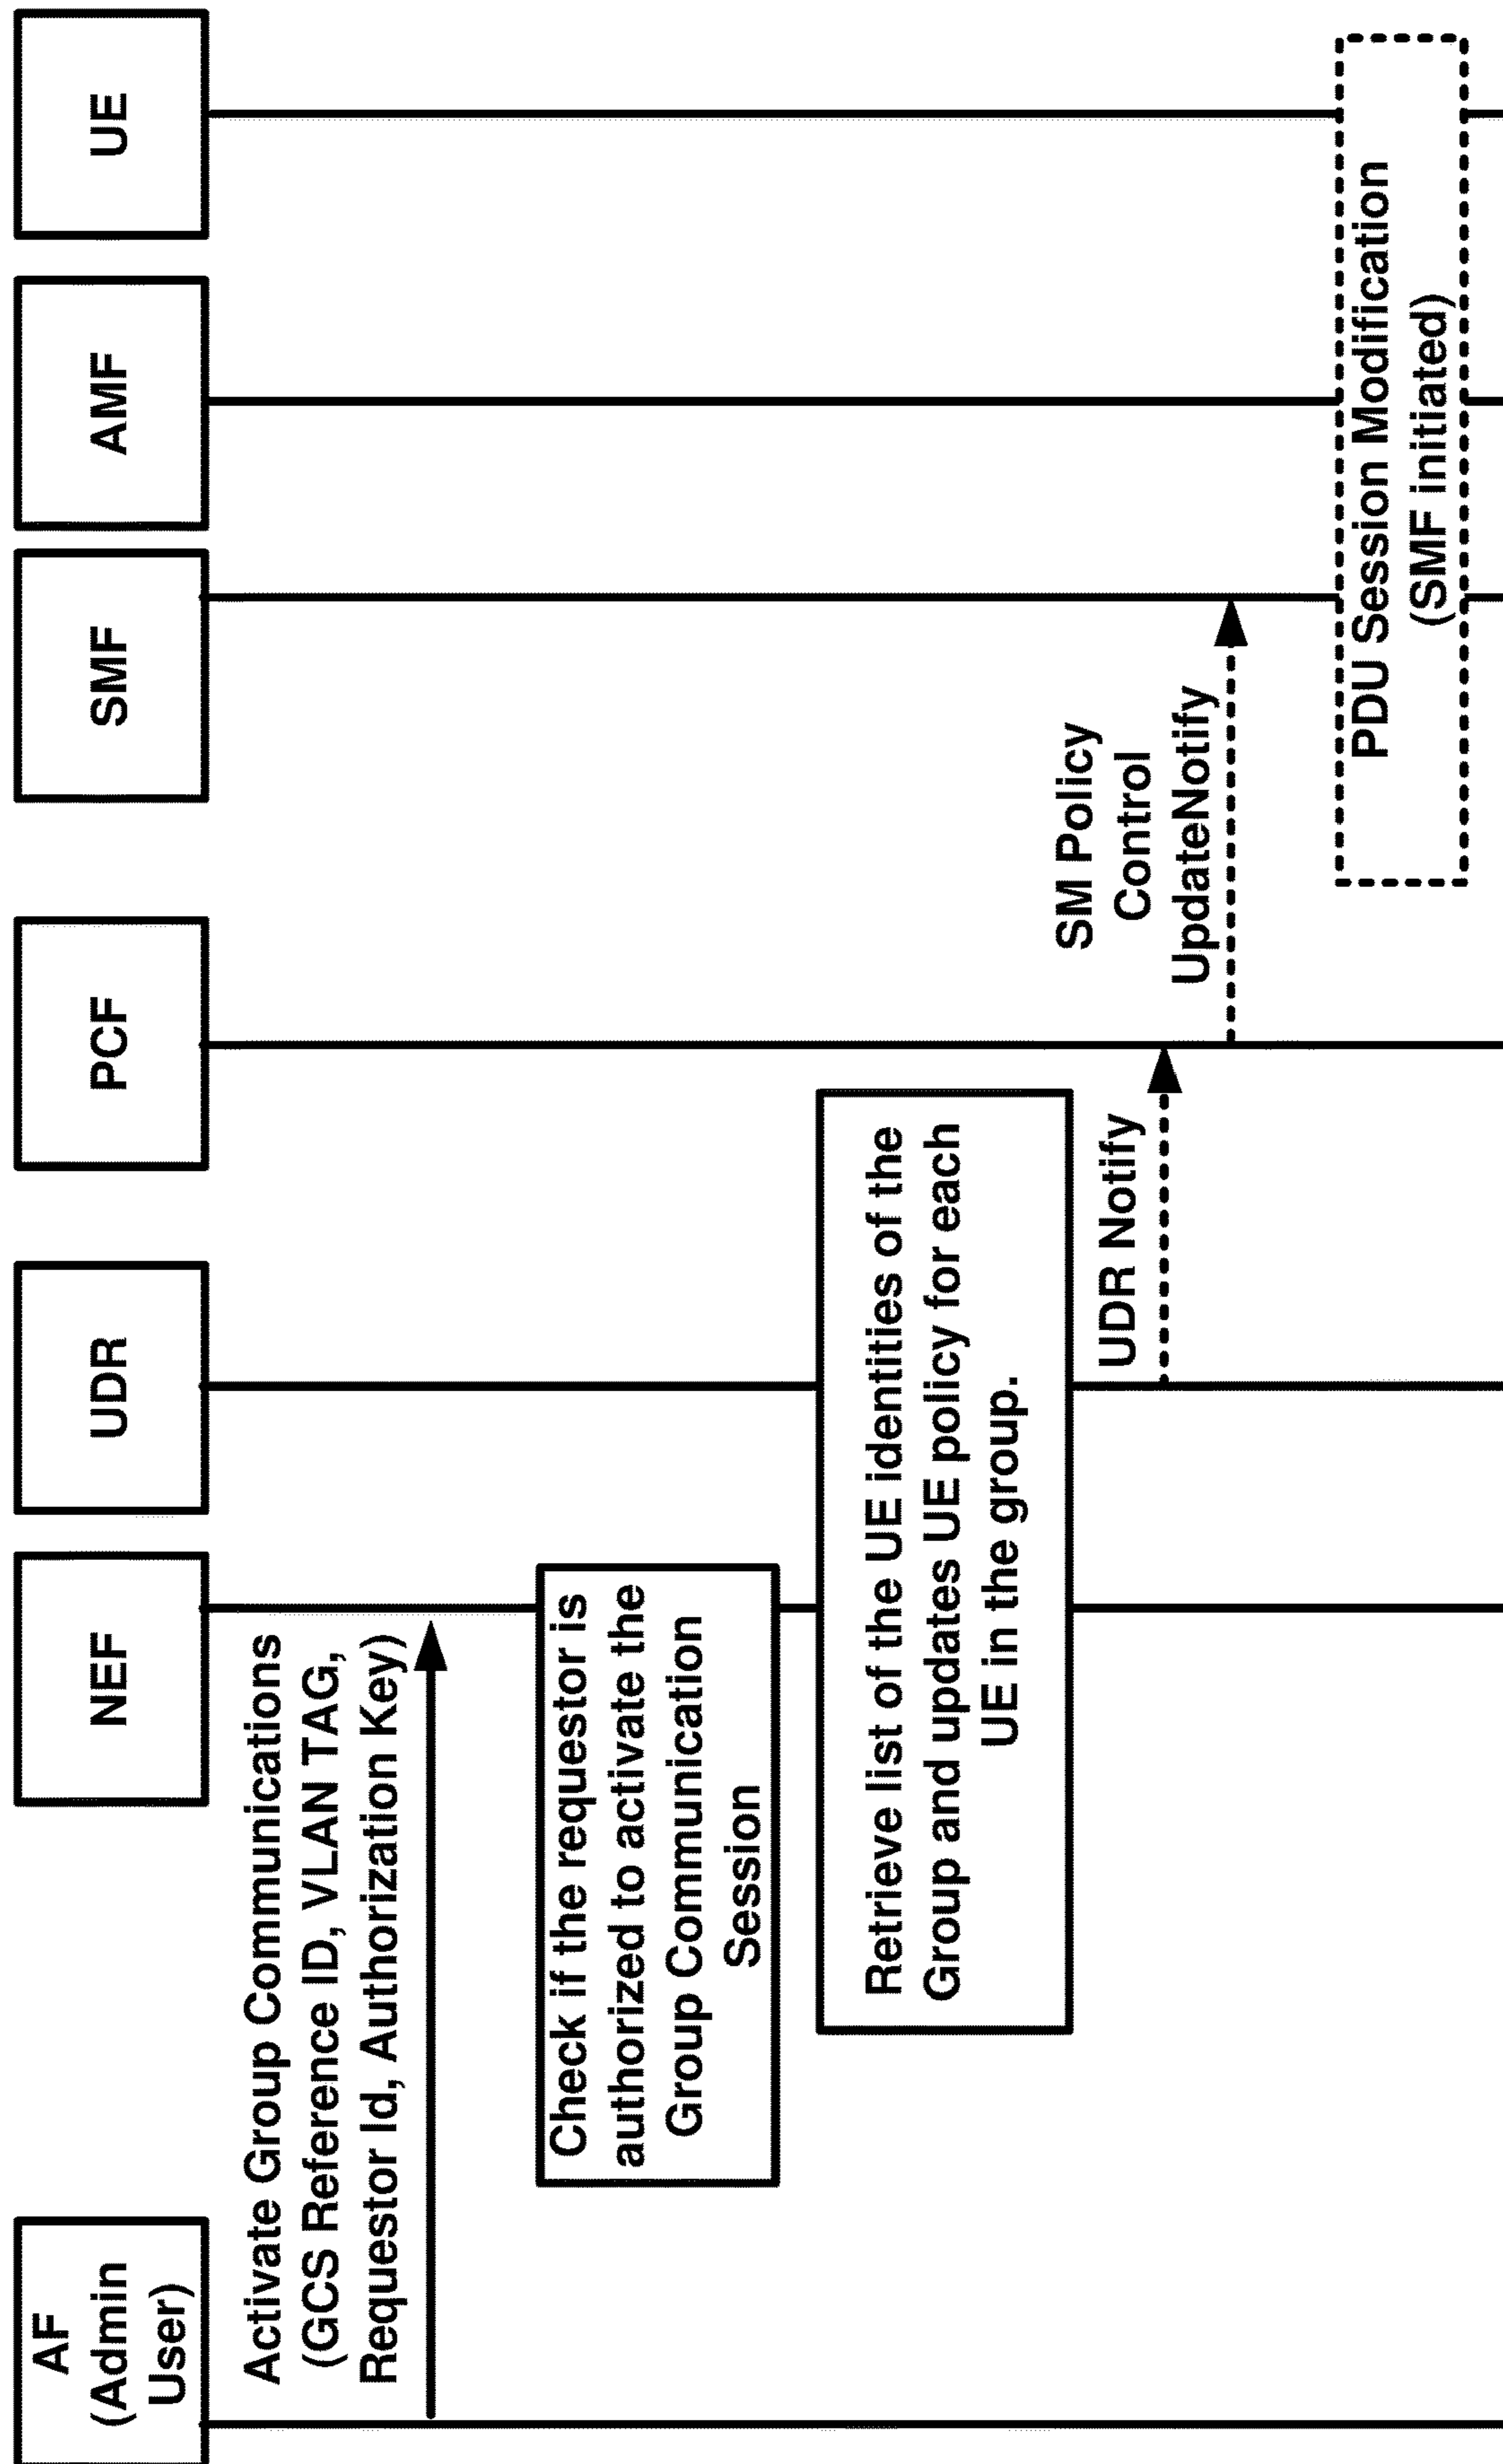 AF
(Admin
User)
NEF
UDR
PCF
SMF
AMF
UE
Activate Group Communications
(GCS Reference ID, VLAN TAG,
Requestor Id, Authorization Key)
Check if the requestor is
authorized to activate the
Group Communication
Session
Retrieve list of the UE identities of the
Group and updates UE policy for each
UE in the group.
UDR Notify
SM Policy
Control
UpdateNotify
PDU Session Modification
(SMF initiated)